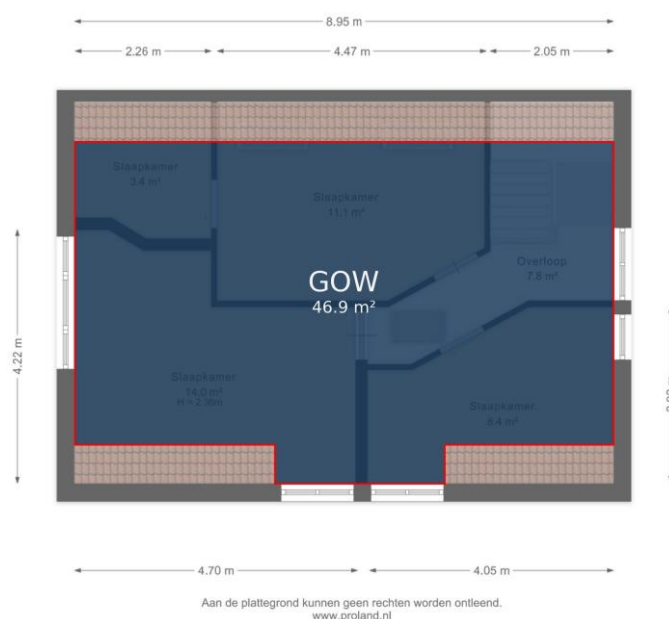 8.95 m
2.26 m
4.47 m
2.05 m
Slaapkamer
3.4 m²
Slaapkamer
11.1 m²
Overloop
7.8 m²
GOW
46.9 m²
4.22 m
Slaapkamer
14.0 m²
Slaapkamer
8.4 m²
4.70 m
4.05 m
Aan de plattegrond kunnen geen rechten worden ontleend.
www.proland.nl